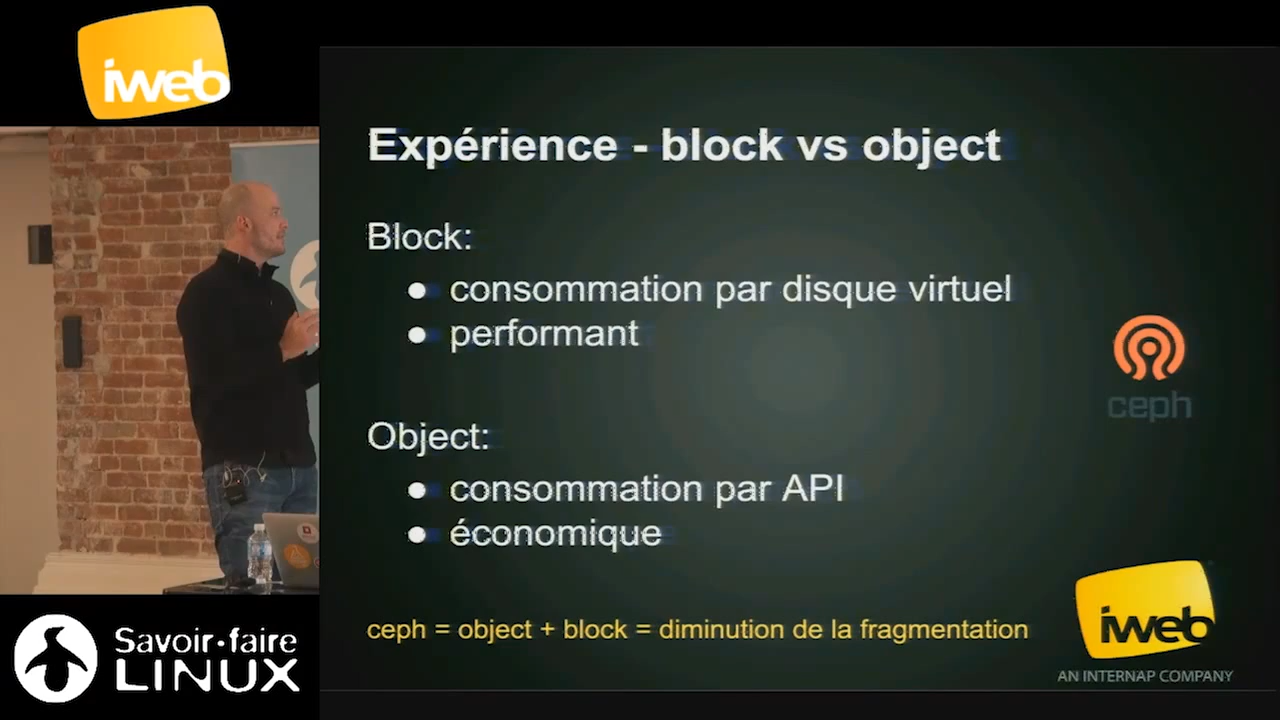 iweb
Expérience - block vs object
Block:
● consommation par disque virtuel
● performant
ceph
Object:
● consommation par API
● économique
ceph = object + block = diminution de la fragmentation
iweb
AN INTERNAP COMPANY
Savoir-faire
LINUX